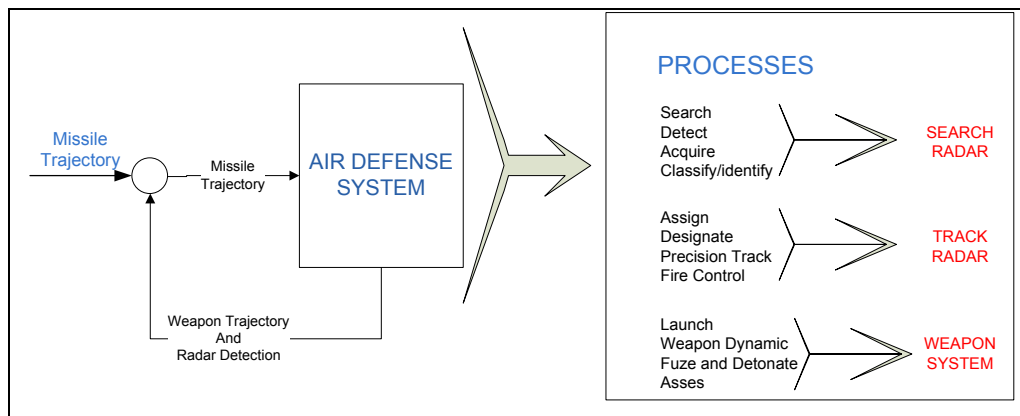 Missile
Trajectory
Missile
Trajectory
AIR DEFENSE
SYSTEM
Weapon Trajectory
And
Radar Detection
PROCESSES
Search
Detect
Acquire
Classify/identify
SEARCH
RADAR
Assign
Designate
Precision Track
Fire Control
TRACK
RADAR
Launch
Weapon Dynamic
Fuze and Detonate
Asses
WEAPON
SYSTEM